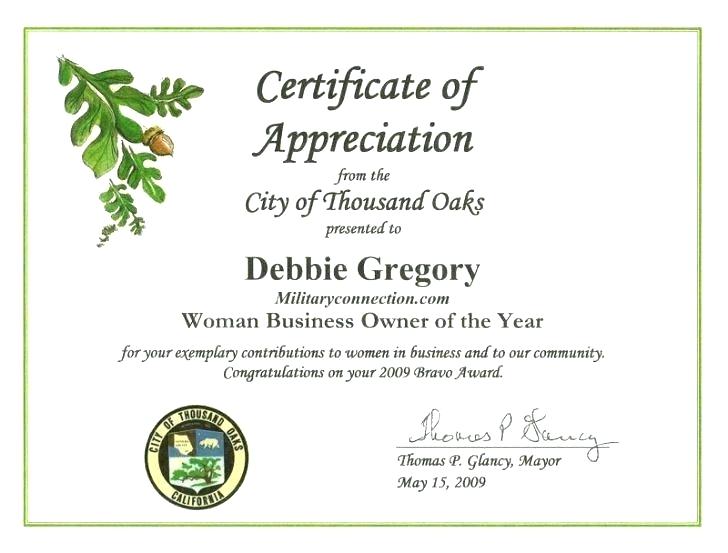 Certificate of
Appreciation
from the
City of Thousand Oaks
presented to
Debbie Gregory
Militaryconnection.com
Woman Business Owner of the Year
for your exemplary contributions to women in business and to our community.
Congratulations on your 2009 Bravo Award.
CITY OF THOUSAND OAKS
CALIFORNIA
Thomas P Glancy
Thomas P. Glancy, Mayor
May 15, 2009